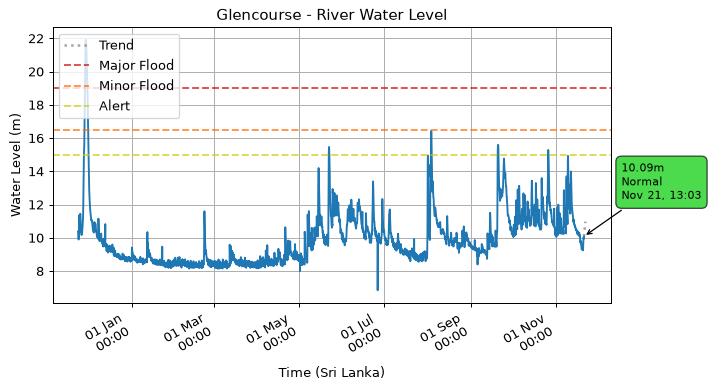 Glencourse - River Water Level
Trend
Major Flood
Minor Flood
Alert
22
20
18
16
14
12
10
8
Water Level (m)
10.09m
Normal
Nov 21, 13:03
01 Jan
00:00
01 Mar
00:00
01 May
00:00
01 Jul
00:00
01 Sep
00:00
01 Nov
00:00
Time (Sri Lanka)